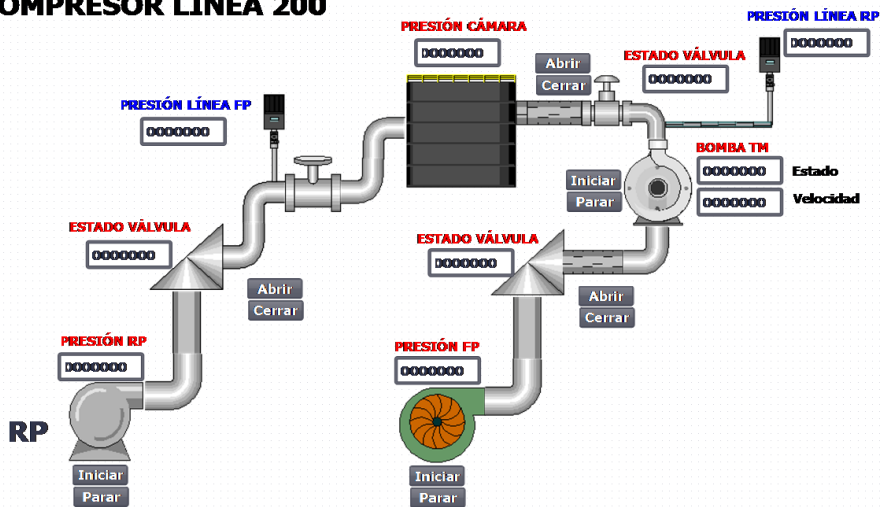 OMPRESOR LINEA 200
PRESIÓN CÁMARA
0000000
PRESIÓN LÍNEA RP
0000000
ESTADO VÁLVULA
0000000
Abrir
Cerrar
PRESIÓN LÍNEA FP
0000000
BOMBA TM
0000000 Estado
0000000 Velocidad
Iniciar
Parar
ESTADO VÁLVULA
0000000
ESTADO VÁLVULA
0000000
Abrir
Cerrar
Abrir
Cerrar
PRESIÓN RP
0000000
PRESIÓN FP
0000000
RP
Iniciar
Parar
Iniciar
Parar